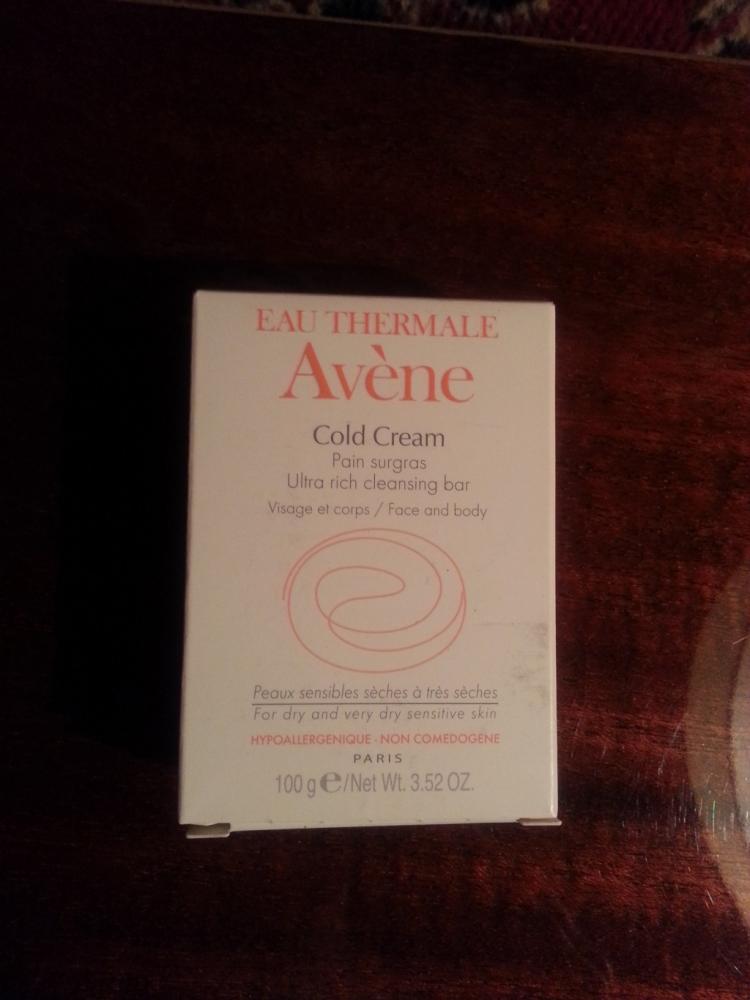 EAU THERMALE
Avène
Cold Cream
Pain surgras
Ultra rich cleansing bar
Visage et corps / Face and body
Peaux sensibles sèches à très sèches
For dry and very dry sensitive skin
HYPOALLERGENIQUE - NON COMEDOGENE
PARIS
100 g ℮/Net Wt. 3.52 OZ.